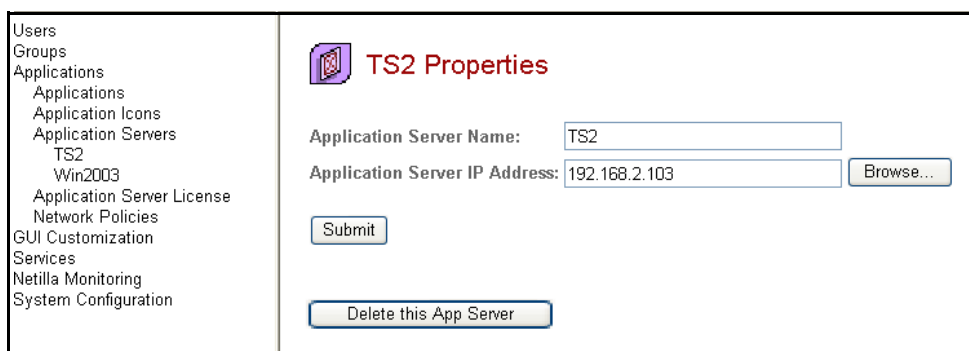 Users
Groups
Applications
Applications
Application Icons
Application Servers
TS2
Win2003
Application Server License
Network Policies
GUI Customization
Services
Netilla Monitoring
System Configuration
TS2 Properties
Application Server Name: TS2
Application Server IP Address: 192.168.2.103 Browse...
Submit
Delete this App Server